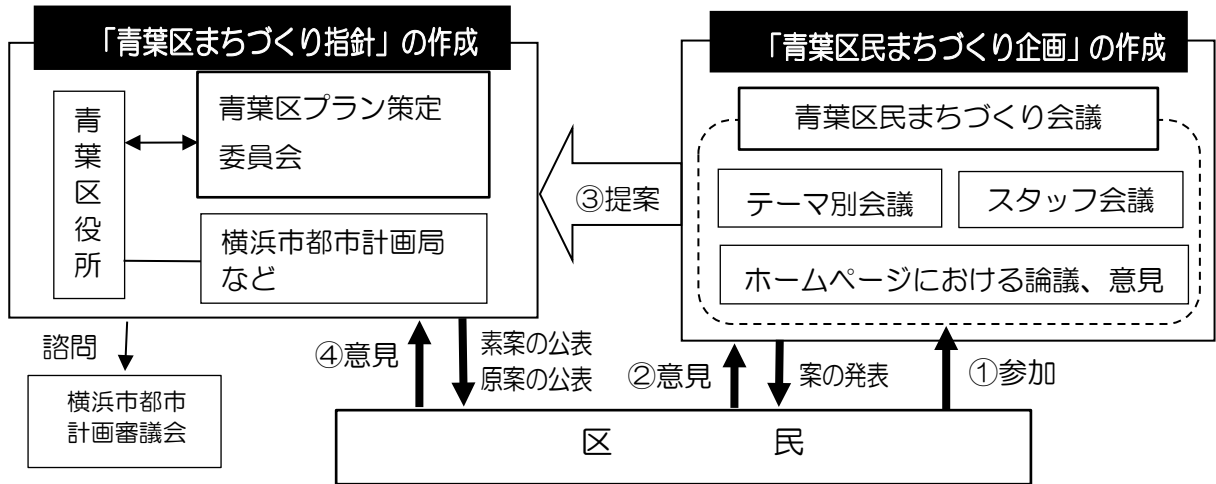 「青葉区まちづくり指針」の作成
青葉区役所
青葉区プラン策定
委員会
横浜市都市計画局
など
諮問
横浜市都市
計画審議会
③提案
「青葉区民まちづくり企画」の作成
青葉区民まちづくり会議
テーマ別会議
スタッフ会議
ホームページにおける論議、意見
④意見
素案の公表
原案の公表
②意見
案の発表
①参加
区　　　　民